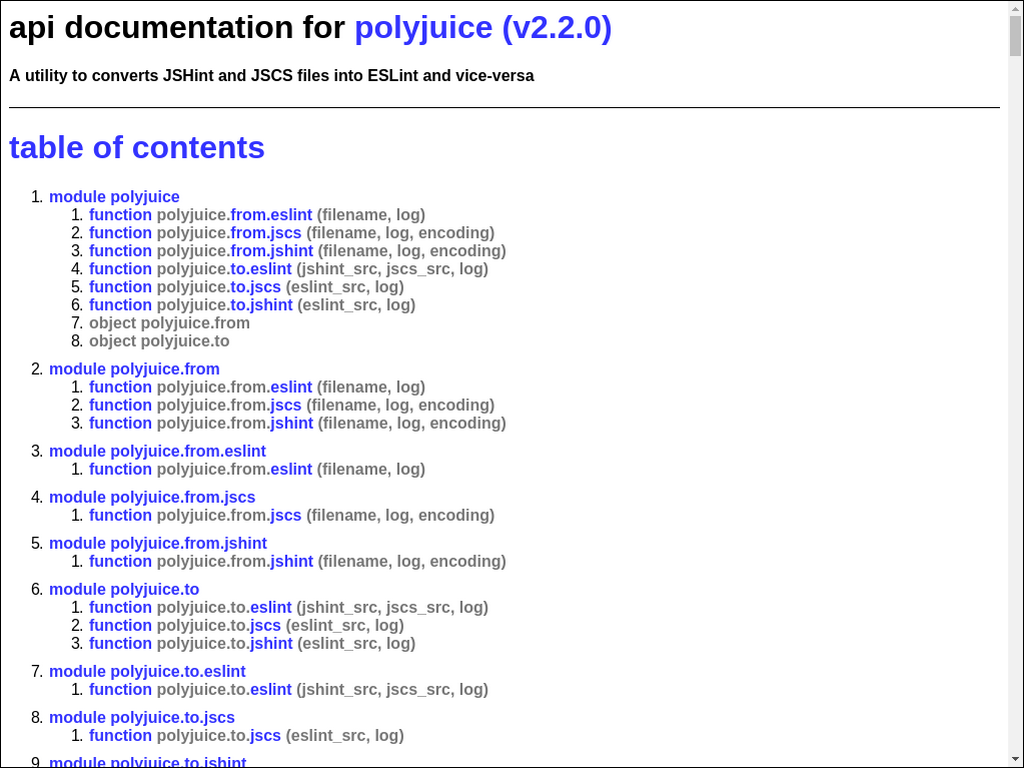 api documentation for polyjuice (v2.2.0)
A utility to converts JSHint and JSCS files into ESLint and vice-versa
table of contents
1. module polyjuice
1. function polyjuice.from.eslint (filename, log)
2. function polyjuice.from.jscs (filename, log, encoding)
3. function polyjuice.from.jshint (filename, log, encoding)
4. function polyjuice.to.eslint (jshint_src, jscs_src, log)
5. function polyjuice.to.jscs (eslint_src, log)
6. function polyjuice.to.jshint (eslint_src, log)
7. object polyjuice.from
8. object polyjuice.to
2. module polyjuice.from
1. function polyjuice.from.eslint (filename, log)
2. function polyjuice.from.jscs (filename, log, encoding)
3. function polyjuice.from.jshint (filename, log, encoding)
3. module polyjuice.from.eslint
1. function polyjuice.from.eslint (filename, log)
4. module polyjuice.from.jscs
1. function polyjuice.from.jscs (filename, log, encoding)
5. module polyjuice.from.jshint
1. function polyjuice.from.jshint (filename, log, encoding)
6. module polyjuice.to
1. function polyjuice.to.eslint (jshint_src, jscs_src, log)
2. function polyjuice.to.jscs (eslint_src, log)
3. function polyjuice.to.jshint (eslint_src, log)
7. module polyjuice.to.eslint
1. function polyjuice.to.eslint (jshint_src, jscs_src, log)
8. module polyjuice.to.jscs
1. function polyjuice.to.jscs (eslint_src, log)
9. module polyjuice.to.jshint